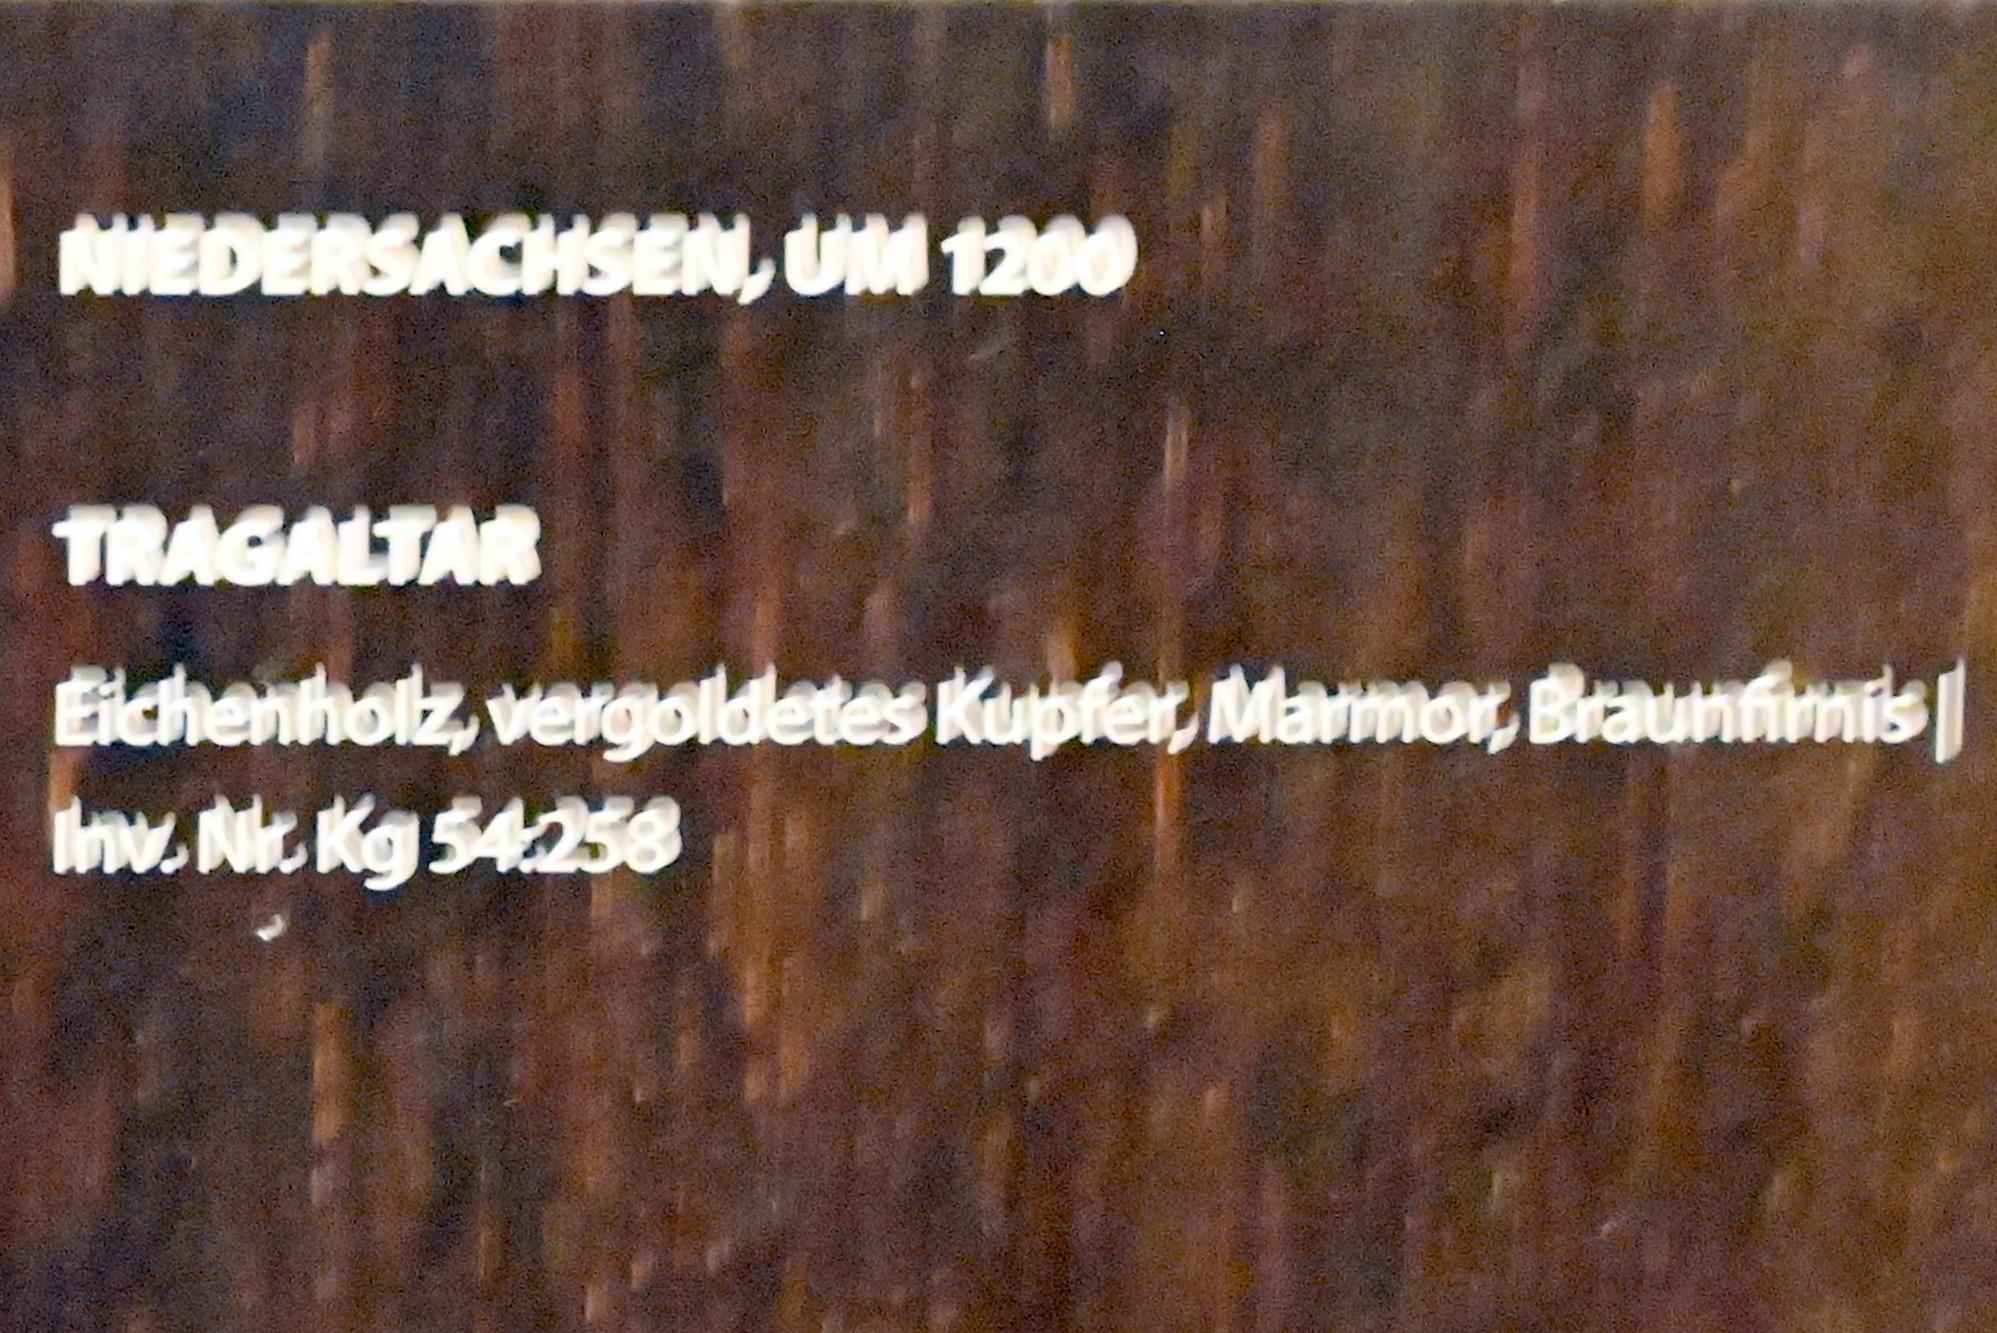 NIEDERSACHSEN, UM 1200
TRAGALTAR
Eichenholz, vergoldetes Kupfer, Marmor, Braunfirnis |
Inv. Nr. Kg 54:258